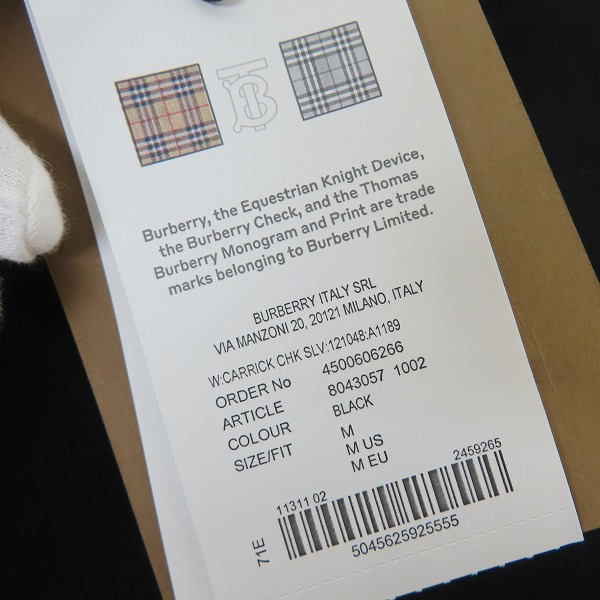 Burberry, the Equestrian Knight Device,
the Burberry Check, and the Thomas
Burberry Monogram and Print are trade
marks belonging to Burberry Limited.
BURBERRY ITALY SRL
VIA MANZONI 20, 20121 MILANO, ITALY
W:CARRICK CHK SLV:121048:A1189
ORDER No 4500606266
ARTICLE 8043057 1002
COLOUR BLACK
SIZE/FIT M
M US
M EU
11311 02 2459265
71E
5045625925555